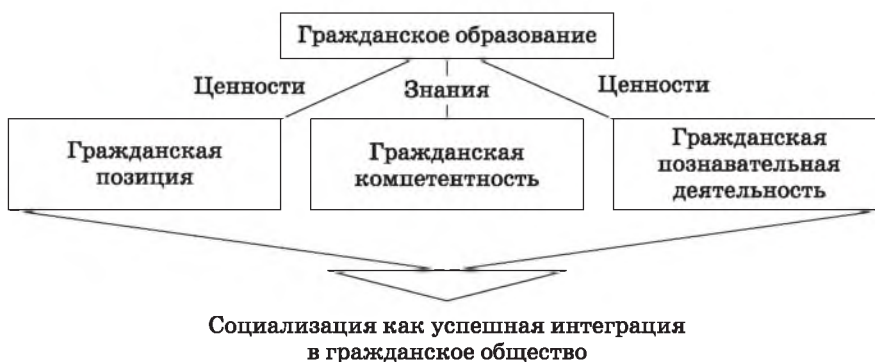 Гражданское образование
Ценности
Знания
Ценности
Гражданская
позиция
Гражданская
компетентность
Гражданская
познавательная
деятельность
Социализация как успешная интеграция
в гражданское общество